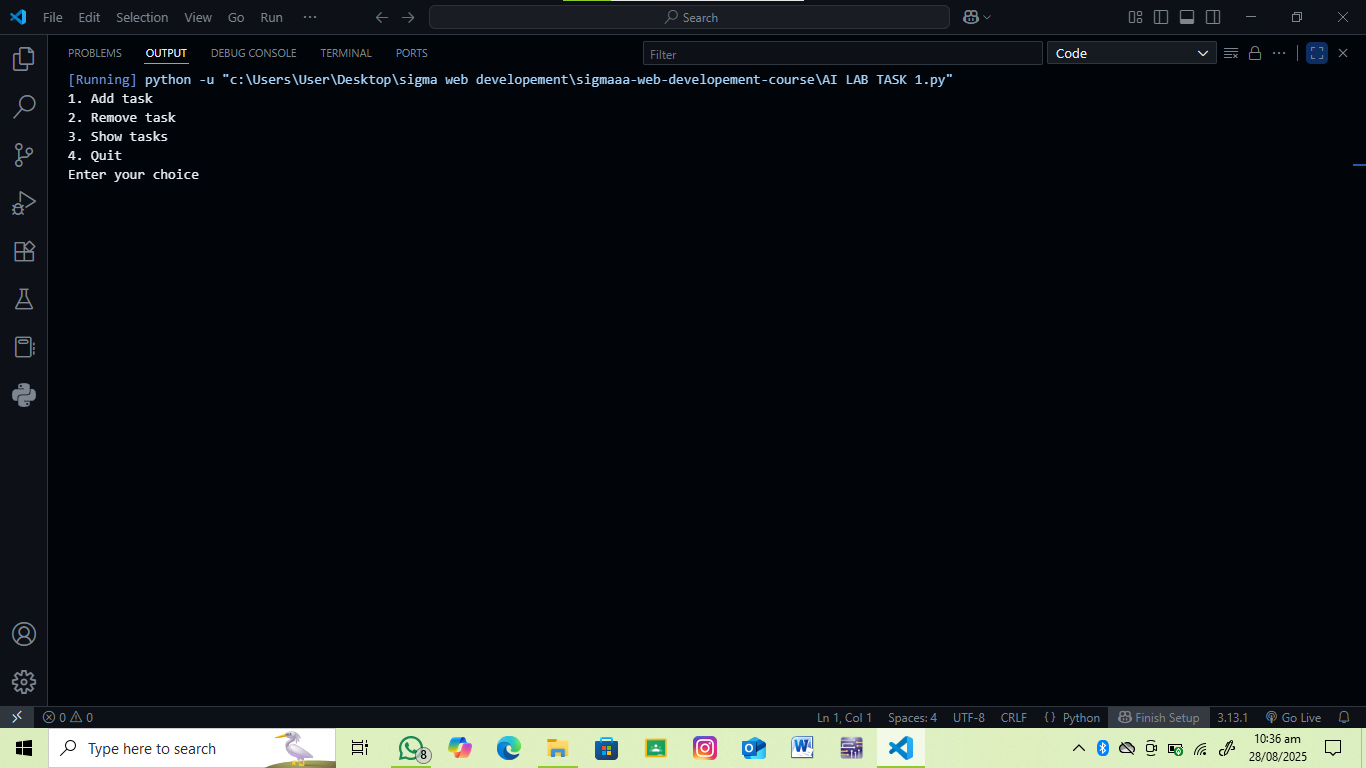 File Edit Selection View Go Run ··· Search
PROBLEMS OUTPUT DEBUG CONSOLE TERMINAL PORTS Filter Code
[Running] python -u "c:\Users\User\Desktop\sigma web developement\sigmaaa-web-developement-course\AI LAB TASK 1.py"
1. Add task
2. Remove task
3. Show tasks
4. Quit
Enter your choice
0 0 Ln 1, Col 1 Spaces: 4 UTF-8 CRLF {} Python Finish Setup 3.13.1 Go Live
Type here to search 8 10:36 am
28/08/2025